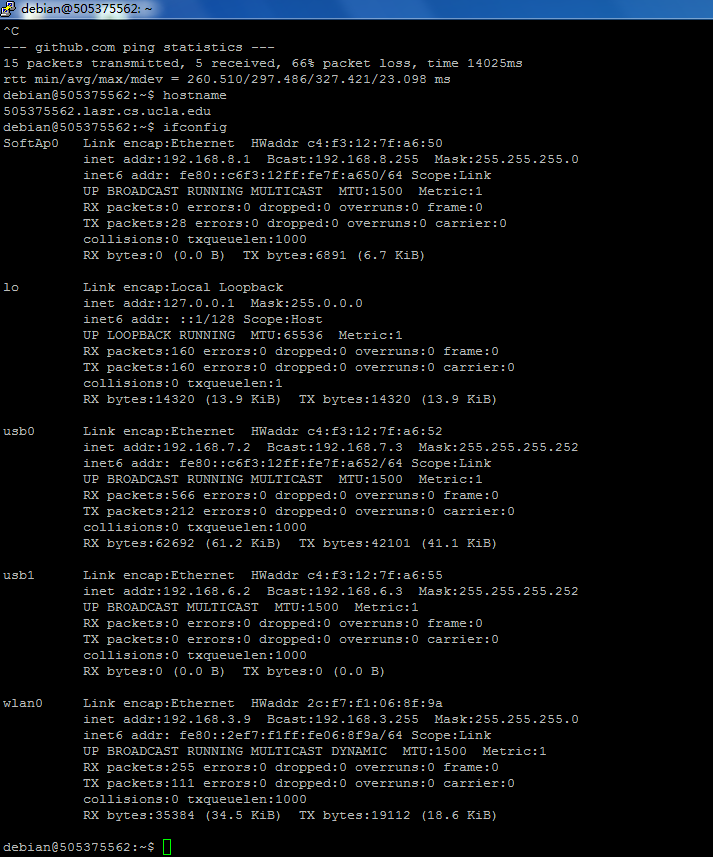 debian@505375562: ~
^C
--- github.com ping statistics ---
15 packets transmitted, 5 received, 66% packet loss, time 14025ms
rtt min/avg/max/mdev = 260.510/297.486/327.421/23.098 ms
debian@505375562:~$ hostname
505375562.lasr.cs.ucla.edu
debian@505375562:~$ ifconfig
SoftAp0   Link encap:Ethernet  HWaddr c4:f3:12:7f:a6:50
          inet addr:192.168.8.1  Bcast:192.168.8.255  Mask:255.255.255.0
          inet6 addr: fe80::c6f3:12ff:fe7f:a650/64 Scope:Link
          UP BROADCAST RUNNING MULTICAST  MTU:1500  Metric:1
          RX packets:0 errors:0 dropped:0 overruns:0 frame:0
          TX packets:28 errors:0 dropped:0 overruns:0 carrier:0
          collisions:0 txqueuelen:1000
          RX bytes:0 (0.0 B)  TX bytes:6891 (6.7 KiB)

lo        Link encap:Local Loopback
          inet addr:127.0.0.1  Mask:255.0.0.0
          inet6 addr: ::1/128 Scope:Host
          UP LOOPBACK RUNNING  MTU:65536  Metric:1
          RX packets:160 errors:0 dropped:0 overruns:0 frame:0
          TX packets:160 errors:0 dropped:0 overruns:0 carrier:0
          collisions:0 txqueuelen:1
          RX bytes:14320 (13.9 KiB)  TX bytes:14320 (13.9 KiB)

usb0      Link encap:Ethernet  HWaddr c4:f3:12:7f:a6:52
          inet addr:192.168.7.2  Bcast:192.168.7.3  Mask:255.255.255.252
          inet6 addr: fe80::c6f3:12ff:fe7f:a652/64 Scope:Link
          UP BROADCAST RUNNING MULTICAST  MTU:1500  Metric:1
          RX packets:566 errors:0 dropped:0 overruns:0 frame:0
          TX packets:212 errors:0 dropped:0 overruns:0 carrier:0
          collisions:0 txqueuelen:1000
          RX bytes:62692 (61.2 KiB)  TX bytes:42101 (41.1 KiB)

usb1      Link encap:Ethernet  HWaddr c4:f3:12:7f:a6:55
          inet addr:192.168.6.2  Bcast:192.168.6.3  Mask:255.255.255.252
          UP BROADCAST MULTICAST  MTU:1500  Metric:1
          RX packets:0 errors:0 dropped:0 overruns:0 frame:0
          TX packets:0 errors:0 dropped:0 overruns:0 carrier:0
          collisions:0 txqueuelen:1000
          RX bytes:0 (0.0 B)  TX bytes:0 (0.0 B)

wlan0     Link encap:Ethernet  HWaddr 2c:f7:f1:06:8f:9a
          inet addr:192.168.3.9  Bcast:192.168.3.255  Mask:255.255.255.0
          inet6 addr: fe80::2ef7:f1ff:fe06:8f9a/64 Scope:Link
          UP BROADCAST RUNNING MULTICAST DYNAMIC  MTU:1500  Metric:1
          RX packets:255 errors:0 dropped:0 overruns:0 frame:0
          TX packets:111 errors:0 dropped:0 overruns:0 carrier:0
          collisions:0 txqueuelen:1000
          RX bytes:35384 (34.5 KiB)  TX bytes:19112 (18.6 KiB)

debian@505375562:~$